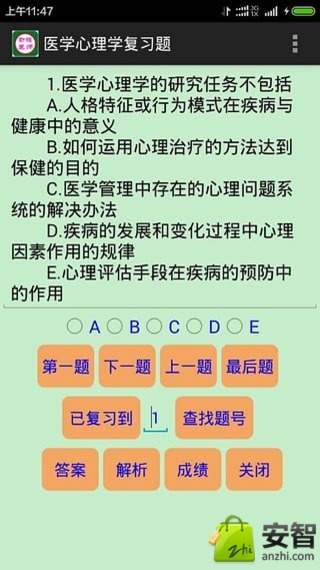 上午11:47
医学心理学复习题
1.医学心理学的研究任务不包括
A.人格特征或行为模式在疾病与
健康中的意义
B.如何运用心理治疗的方法达到
保健的目的
C.医学管理中存在的心理问题系
统的解决办法
D.疾病的发展和变化过程中心理
因素作用的规律
E.心理评估手段在疾病的预防中
的作用
A B C D E
第一题 下一题 上一题 最后题
已复习到 1 查找题号
答案 解析 成绩 关闭
安智
zhi
anzhi.com